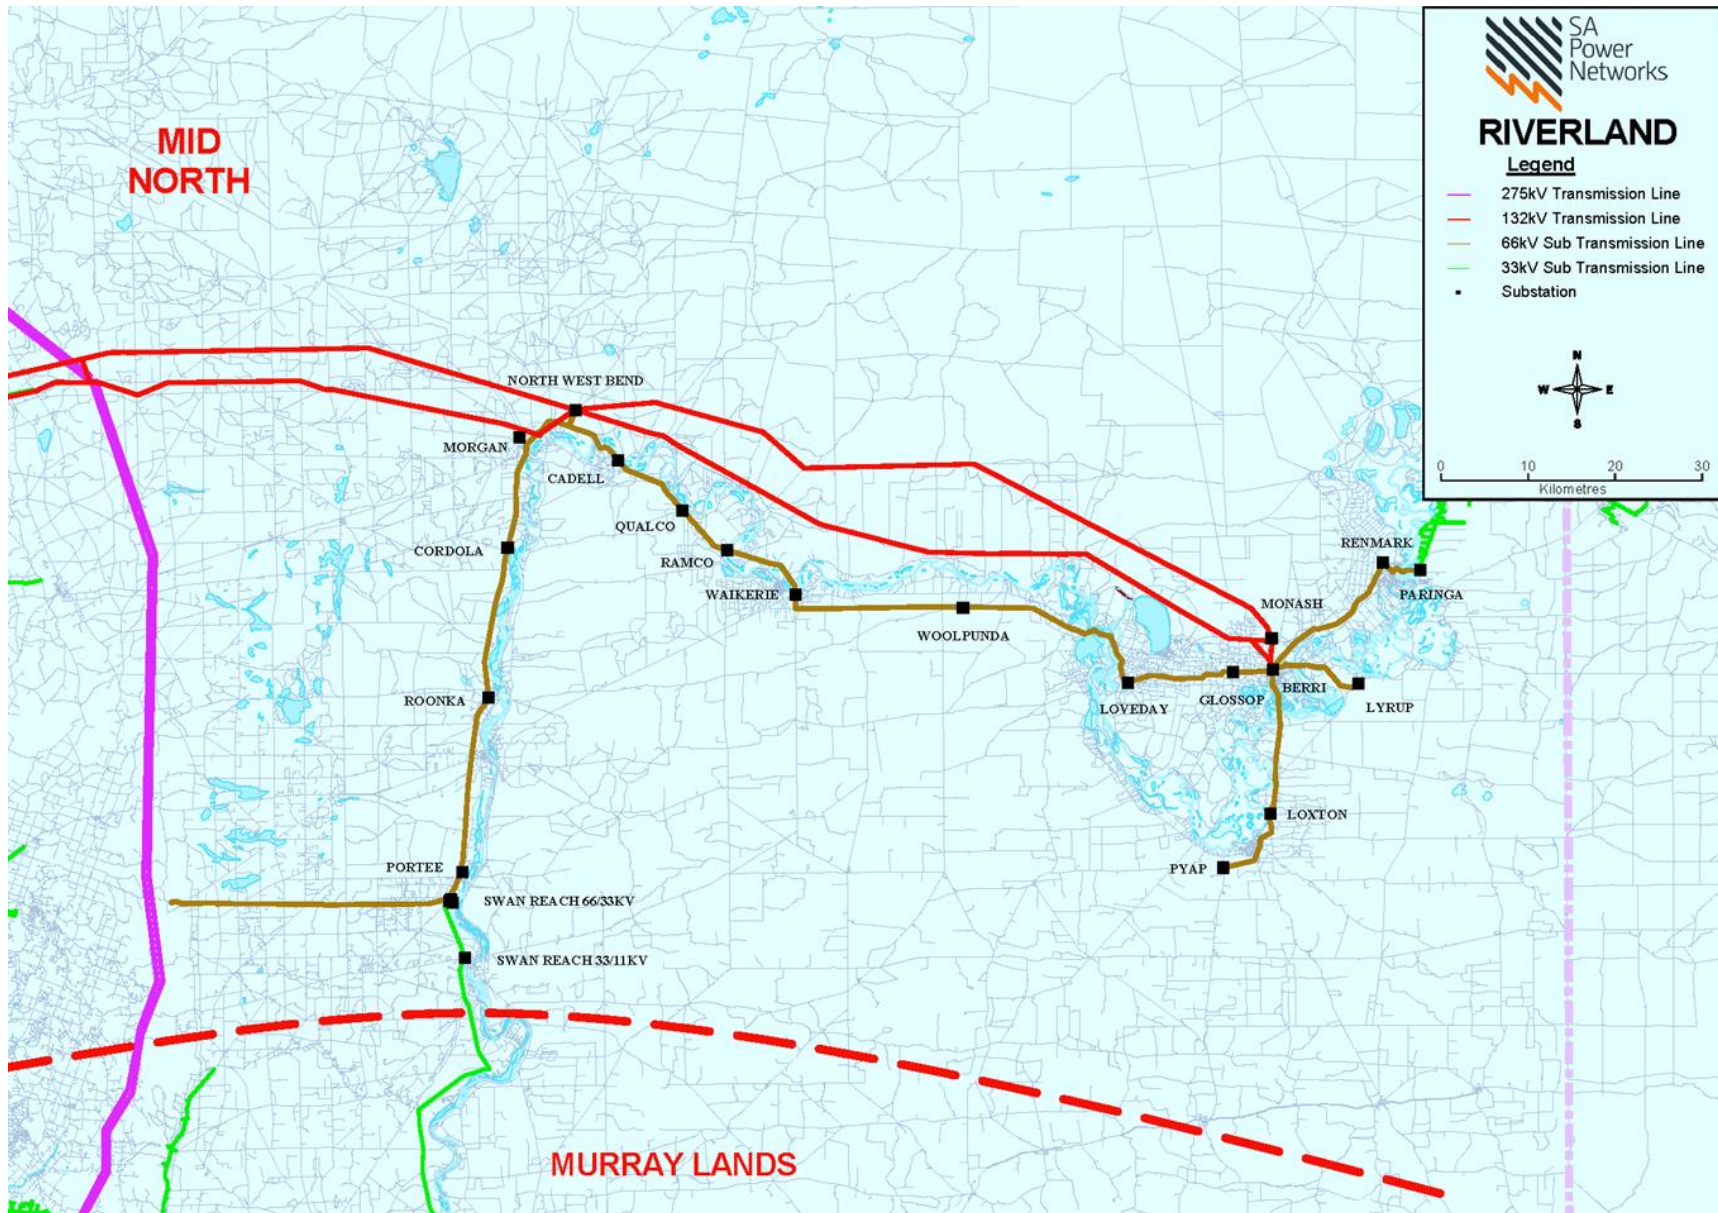 SA
Power
Networks
RIVERLAND
Legend
275kV Transmission Line
132kV Transmission Line
66kV Sub Transmission Line
33kV Sub Transmission Line
Substation
N
W E
S
0 10 20 30
Kilometres
MID
NORTH
NORTH WEST BEND
MORGAN
CADELL
QUALCO
CORDOLA
RAMCO
WAIKERIE
WOOLPUNDA
RENMARK
PARINGA
MONASH
BERRI
GLOSSOP
LOVEDAY
LYRUP
ROONKA
LOXTON
PYAP
PORTEE
SWAN REACH 66/33KV
SWAN REACH 33/11KV
MURRAY LANDS